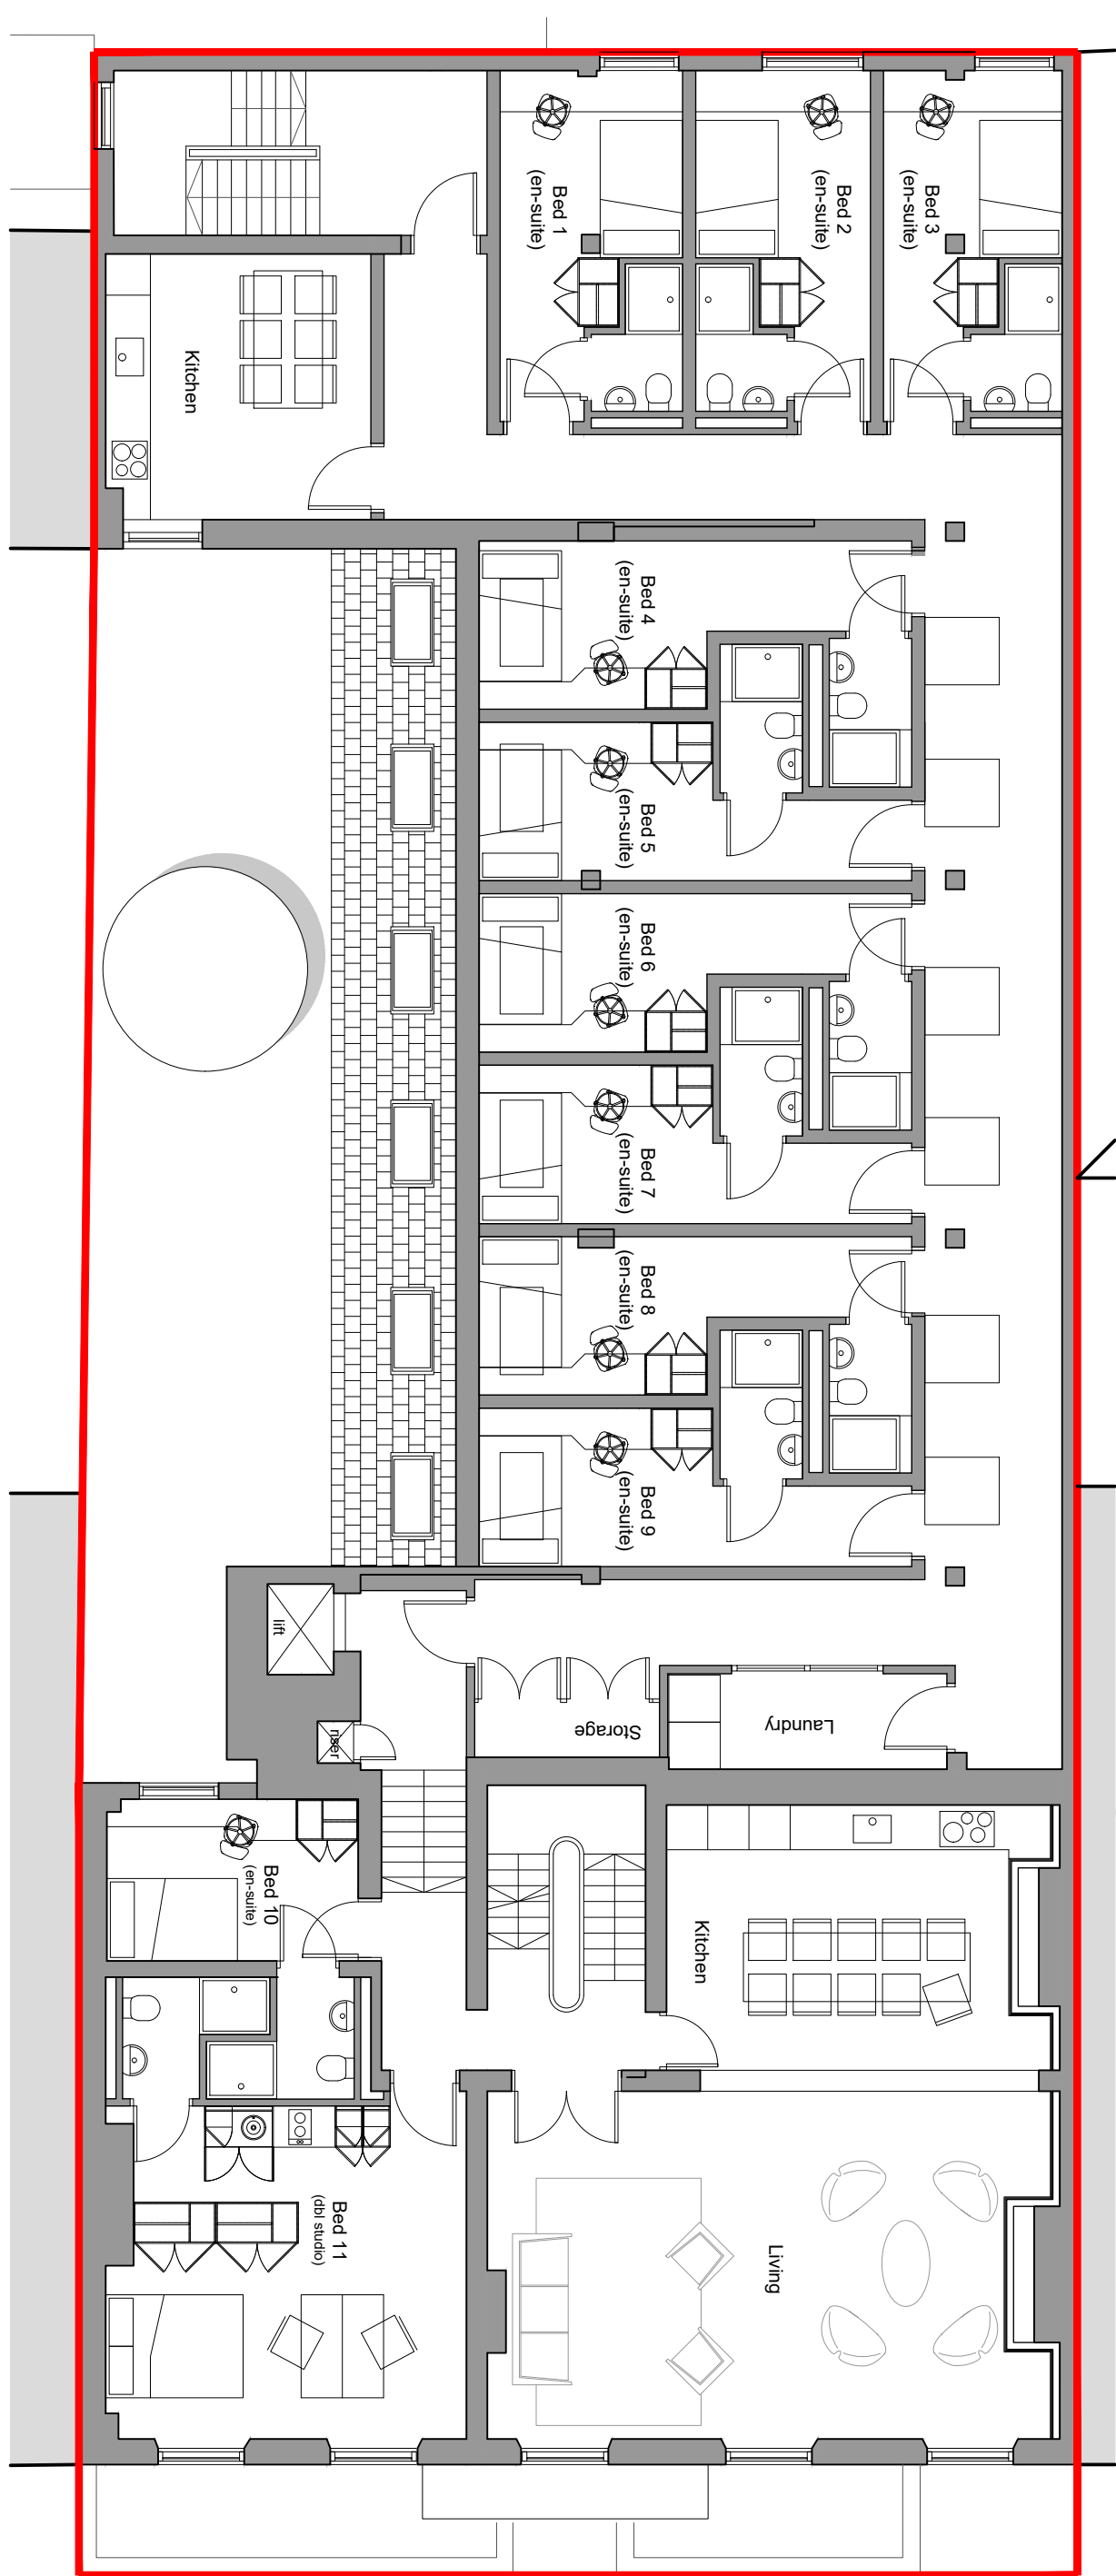 Bed 1
(en-suite)
Bed 2
(en-suite)
Bed 3
(en-suite)
Kitchen
Bed 4
(en-suite)
Bed 5
(en-suite)
Bed 6
(en-suite)
Bed 7
(en-suite)
Bed 8
(en-suite)
Bed 9
(en-suite)
lift
riser
Storage
Laundry
Bed 10
(en-suite)
Kitchen
Bed 11
(dbl studio)
Living